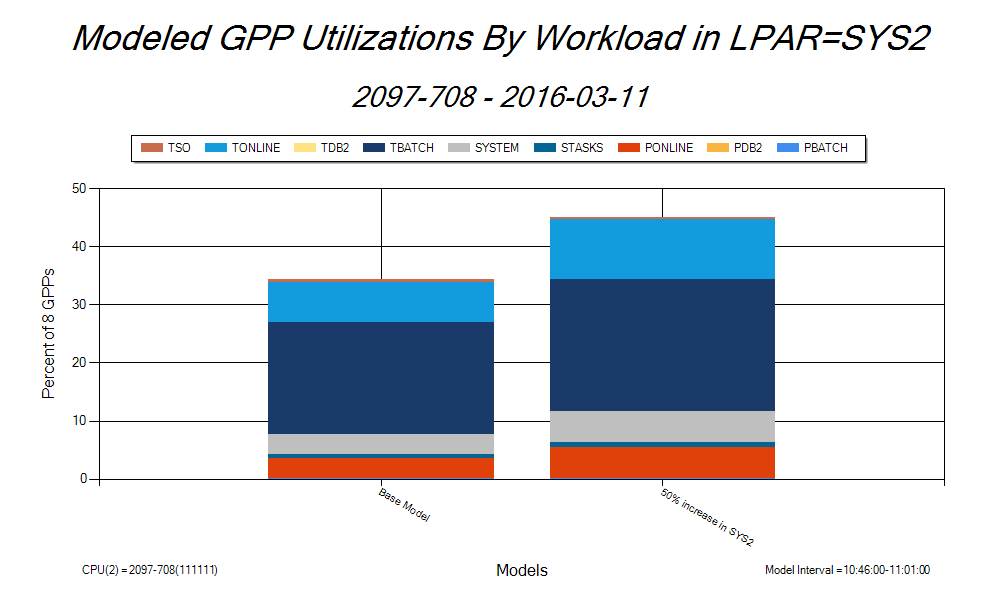 Modeled GPP Utilizations By Workload in LPAR=SYS2
2097-708 - 2016-03-11
TSO TONLINE TDB2 TBATCH SYSTEM STASKS PONLINE PDB2 PBATCH
Percent of 8 GPPs
50
40
30
20
10
0
Base Model
50% increase in SYS2
CPU(2) = 2097-708(111111)
Models
Model Interval =10:46:00-11:01:00